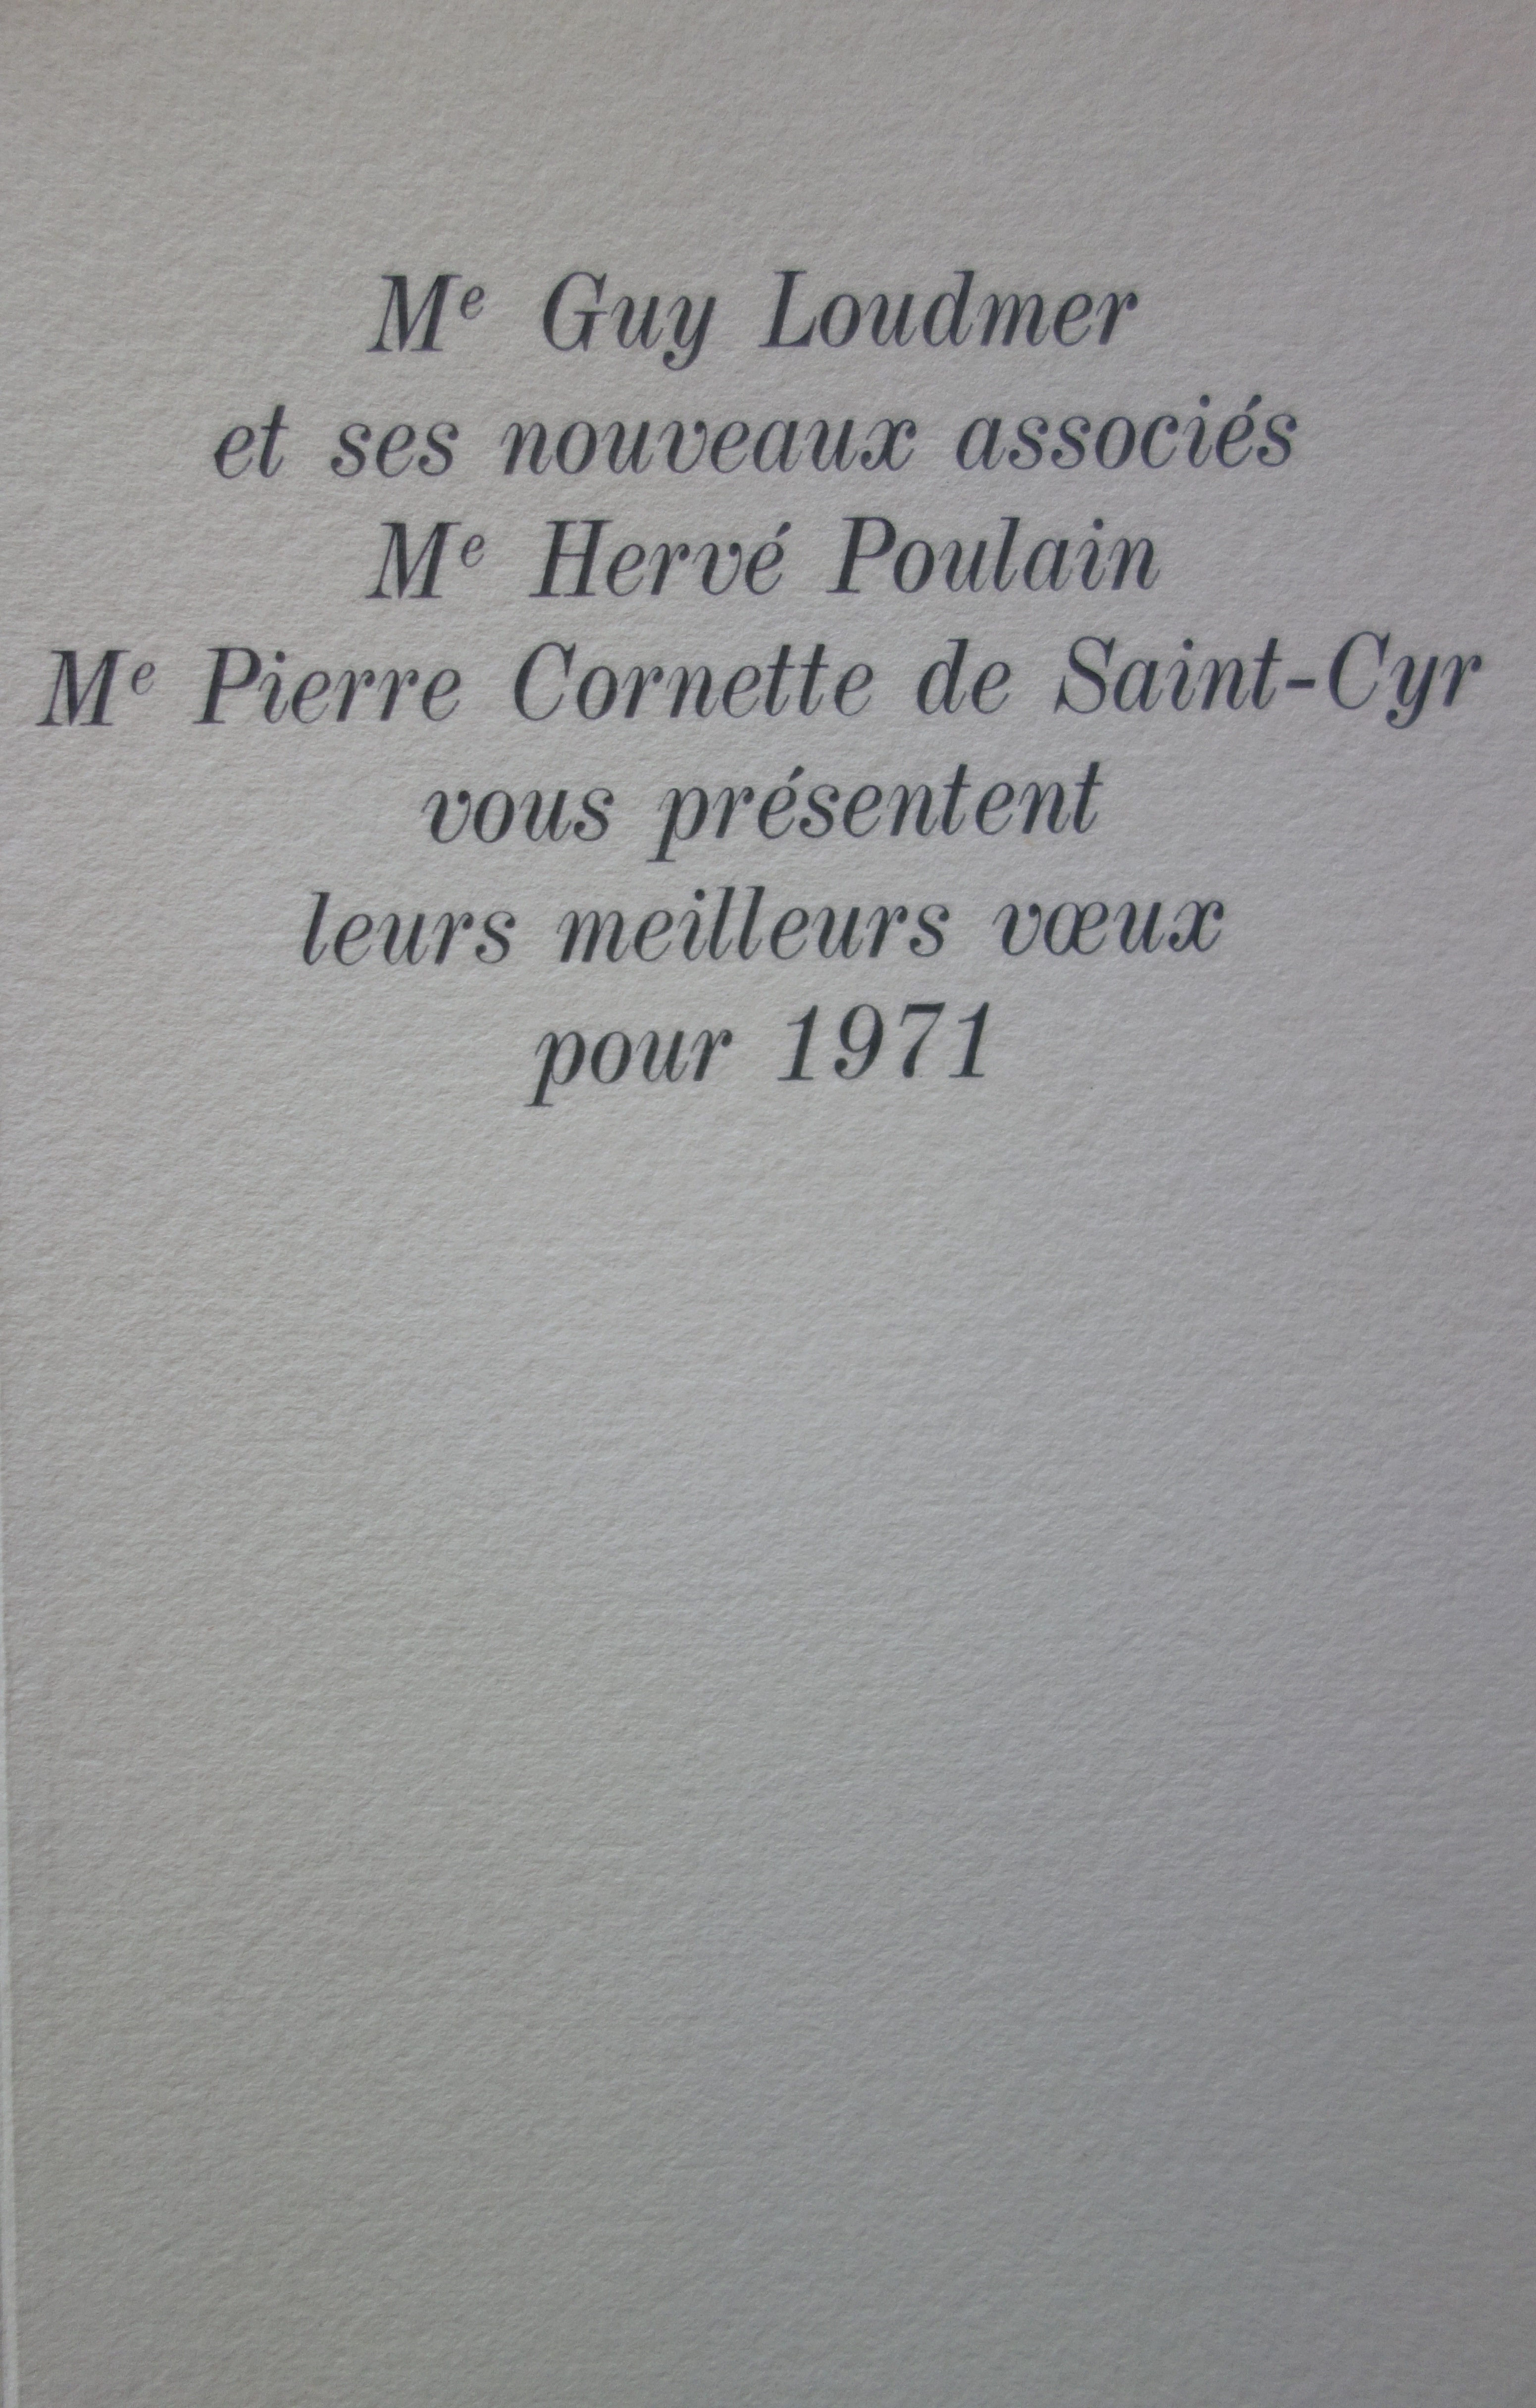 Mᵉ Guy Loudmer
et ses nouveaux associés
Mᵉ Hervé Poulain
Mᵉ Pierre Cornette de Saint-Cyr
vous présentent
leurs meilleurs vœux
pour 1971